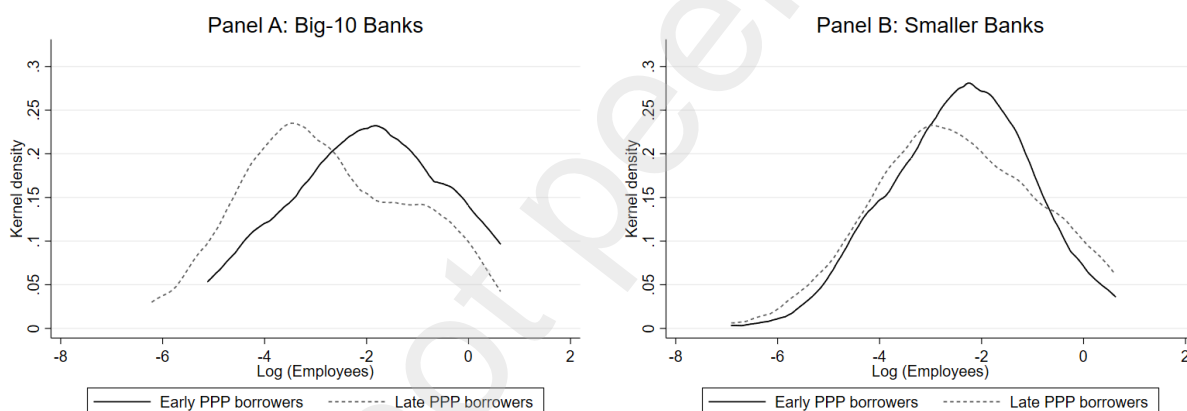 Panel A: Big-10 Banks
Kernel density
.3
.25
.2
.15
.1
.05
0
-8 -6 -4 -2 0 2
Log (Employees)
Early PPP borrowers Late PPP borrowers
Panel B: Smaller Banks
Kernel density
.3
.25
.2
.15
.1
.05
0
-8 -6 -4 -2 0 2
Log (Employees)
Early PPP borrowers Late PPP borrowers
ot pee